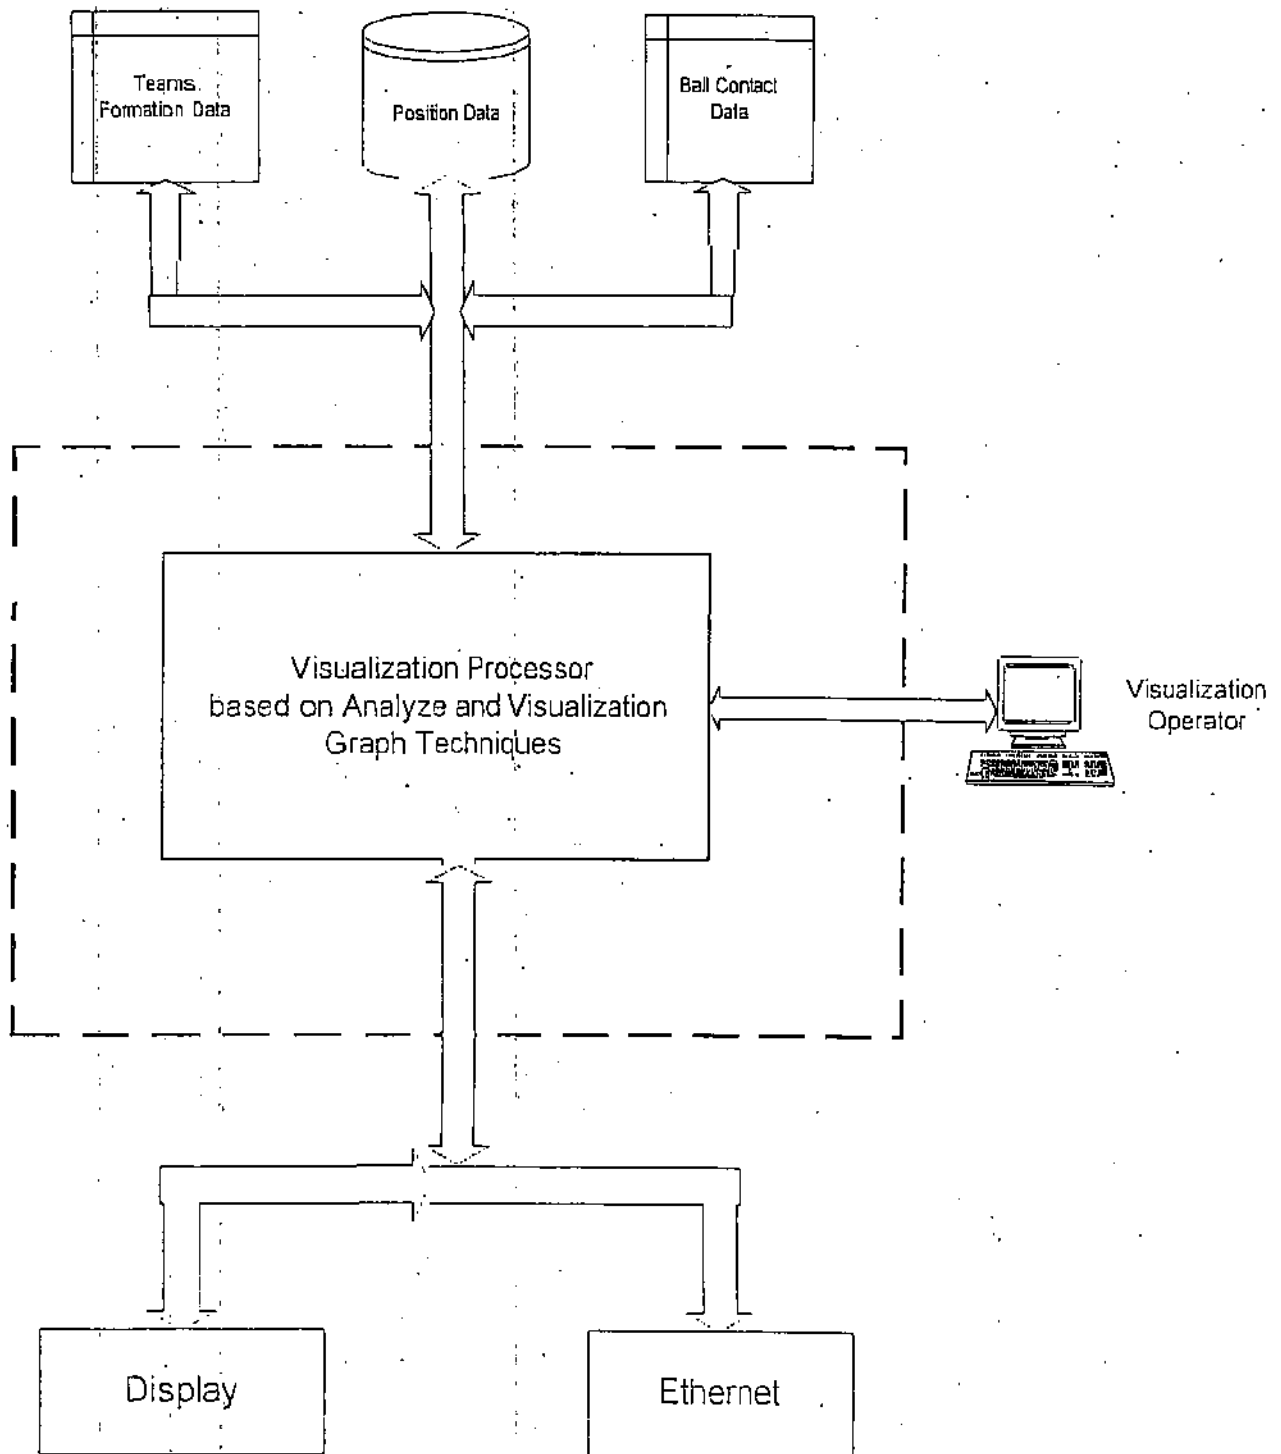 Teams
Formation Data
Position Data
Ball Contact
Data
Visualization Processor
based on Analyze and Visualization
Graph Techniques
Visualization
Operator
Display
Ethernet